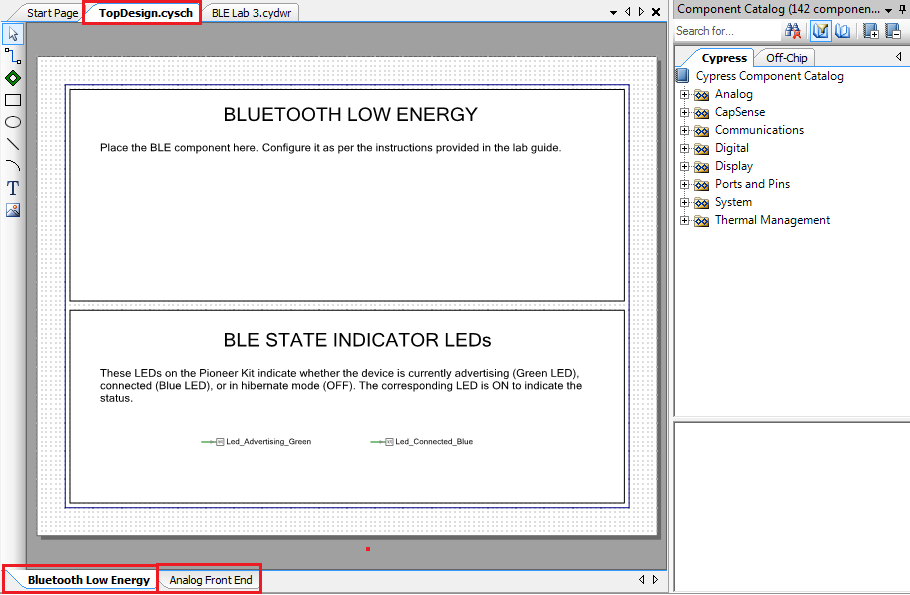 Start Page
TopDesign.cysch
BLE Lab 3.cydwr
Component Catalog (142 componen...
Search for...
Cypress
Off-Chip
Cypress Component Catalog
Analog
CapSense
Communications
Digital
Display
Ports and Pins
System
Thermal Management
T
BLUETOOTH LOW ENERGY
Place the BLE component here. Configure it as per the instructions provided in the lab guide.
BLE STATE INDICATOR LEDs
These LEDs on the Pioneer Kit indicate whether the device is currently advertising (Green LED),
connected (Blue LED), or in hibernate mode (OFF). The corresponding LED is ON to indicate the
status.
Led_Advertising_Green
Led_Connected_Blue
Bluetooth Low Energy
Analog Front End